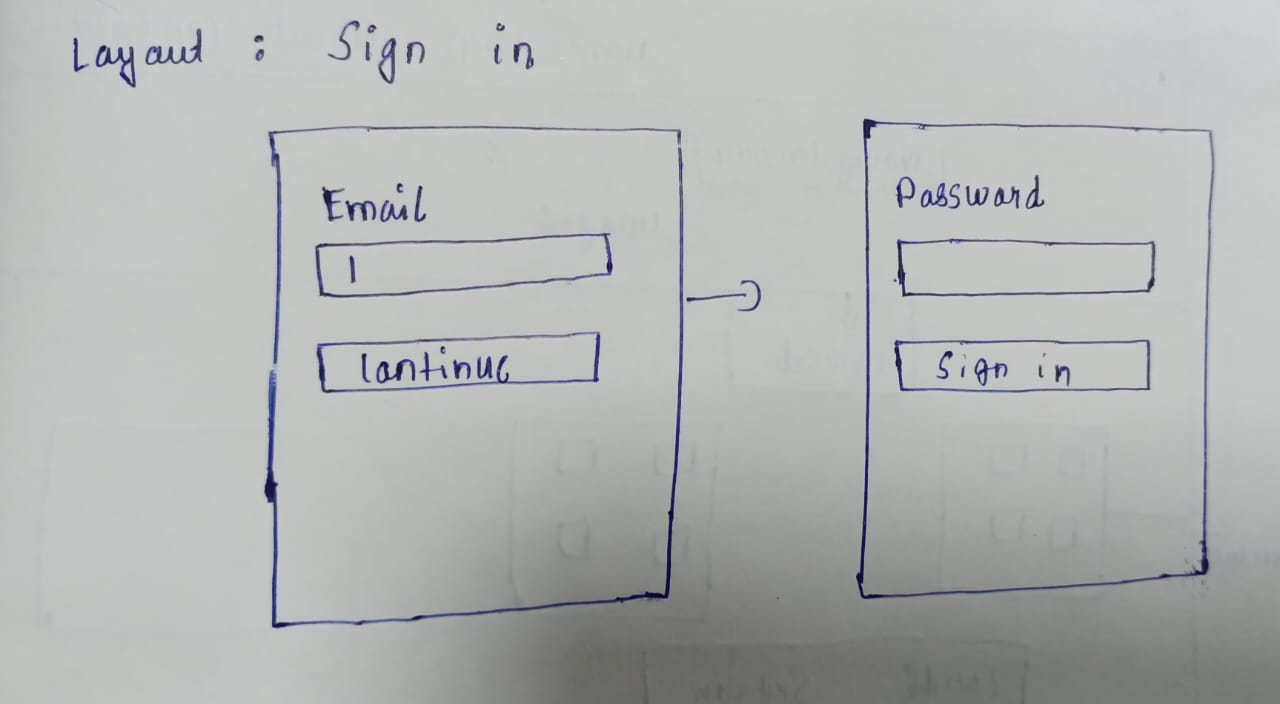 Layout : Sign in
Email
Continue
Password
Sign in